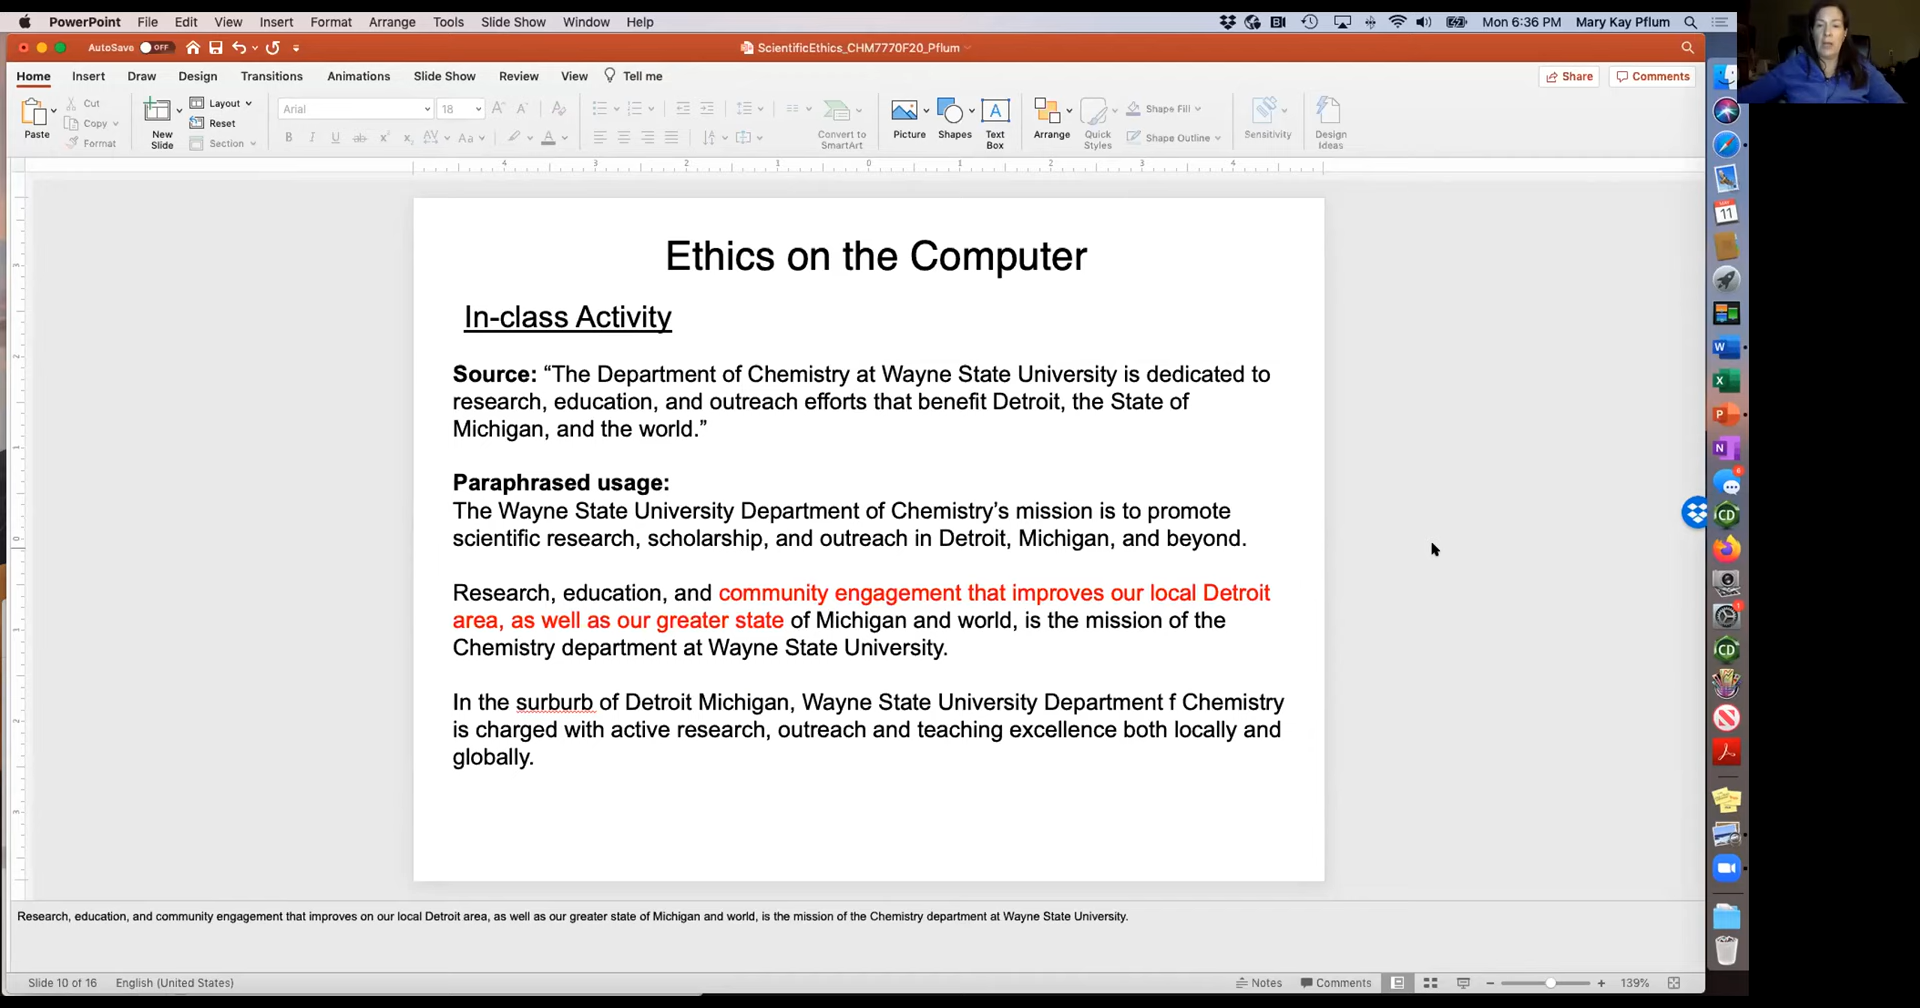 PowerPoint File Edit View Insert Format Arrange Tools Slide Show Window Help Mon 6:36 PM Mary Kay Pflum
AutoSave OFF ScientificEthics_CHM7770F20_Pflum
Home Insert Draw Design Transitions Animations Slide Show Review View Tell me Share Comments
Paste Cut Copy Format New Slide Layout Reset Section Arial 18 Convert to SmartArt Picture Shapes Text Box Arrange Quick Styles Shape Fill Shape Outline Sensitivity Design Ideas
4 3 2 1 0 1 2 3 4
Ethics on the Computer
In-class Activity
Source: “The Department of Chemistry at Wayne State University is dedicated to
research, education, and outreach efforts that benefit Detroit, the State of
Michigan, and the world.”
Paraphrased usage:
The Wayne State University Department of Chemistry’s mission is to promote
scientific research, scholarship, and outreach in Detroit, Michigan, and beyond.
Research, education, and community engagement that improves our local Detroit
area, as well as our greater state of Michigan and world, is the mission of the
Chemistry department at Wayne State University.
In the surburb of Detroit Michigan, Wayne State University Department f Chemistry
is charged with active research, outreach and teaching excellence both locally and
globally.
Research, education, and community engagement that improves on our local Detroit area, as well as our greater state of Michigan and world, is the mission of the Chemistry department at Wayne State University.
Slide 10 of 16 English (United States) Notes Comments 139%